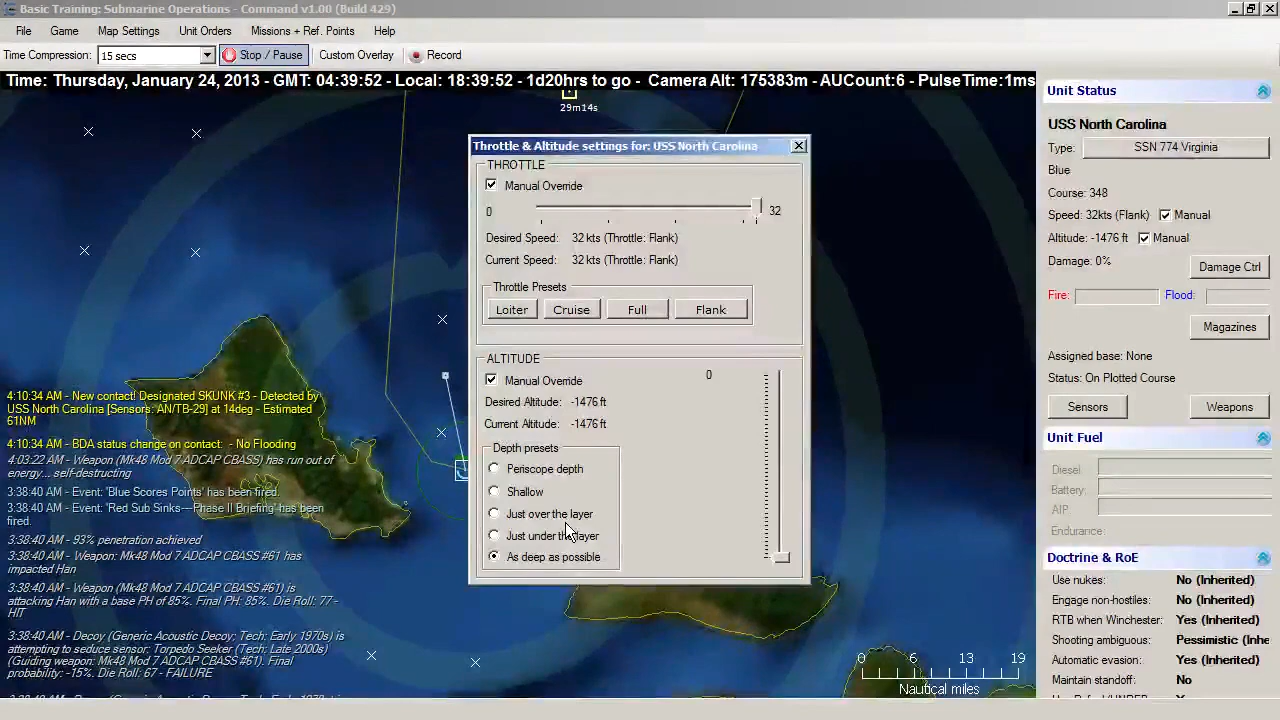 Basic Training: Submarine Operations - Command v1.00 (Build 429)
File Game Map Settings Unit Orders Missions + Ref. Points Help
Time Compression: 15 secs Stop / Pause Custom Overlay Record
Time: Thursday, January 24, 2013 - GMT: 04:39:52 - Local: 18:39:52 - 1d20hrs to go - Camera Alt: 175383m - AUCount:6 - PulseTime:1ms
29m14s
Throttle & Altitude settings for: USS North Carolina
THROTTLE
Manual Override
0 32
Desired Speed: 32 kts (Throttle: Flank)
Current Speed: 32 kts (Throttle: Flank)
Throttle Presets
Loiter Cruise Full Flank
ALTITUDE
Manual Override 0
Desired Altitude: -1476 ft
Current Altitude: -1476 ft
Depth presets
Periscope depth
Shallow
Just over the layer
Just under the layer
As deep as possible
4:10:34 AM - New contact! Designated SKUNK #3 - Detected by
USS North Carolina [Sensors: AN/TB-29] at 14deg - Estimated
61NM
4:10:34 AM - BDA status change on contact: - No Flooding
4:03:22 AM - Weapon (Mk48 Mod 7 ADCAP CBASS) has run out of
energy... self-destructing
3:38:40 AM - Event: 'Blue Scores Points' has been fired.
3:38:40 AM - Event: 'Red Sub Sinks---Phase II Briefing' has been
fired.
3:38:40 AM - 93% penetration achieved
3:38:40 AM - Weapon: Mk48 Mod 7 ADCAP CBASS #61 has
impacted Han
3:38:40 AM - Weapon: Mk48 Mod 7 ADCAP CBASS #61 is
attacking Han with a base PH of 85%. Final PH: 85%. Die Roll: 77 -
HIT
3:38:40 AM - Decoy (Generic Acoustic Decoy; Tech: Early 1970s) is
attempting to seduce sensor: Torpedo Seeker (Tech: Late 2000s)
(Guiding weapon: Mk48 Mod 7 ADCAP CBASS #61). Final
probability: -15%. Die Roll: 67 - FAILURE
0 6 13 19
Nautical miles
Unit Status
USS North Carolina
Type: SSN 774 Virginia
Blue
Course: 348
Speed: 32kts (Flank) Manual
Altitude: -1476 ft Manual
Damage: 0% Damage Ctrl
Fire: Flood:
Magazines
Assigned base: None
Status: On Plotted Course
Sensors Weapons
Unit Fuel
Diesel:
Battery:
AIP
Endurance:
Doctrine & RoE
Use nukes: No (Inherited)
Engage non-hostiles: No (Inherited)
RTB when Winchester: Yes (Inherited)
Shooting ambiguous: Pessimistic (Inhe
Automatic evasion: Yes (Inherited)
Maintain standoff: No